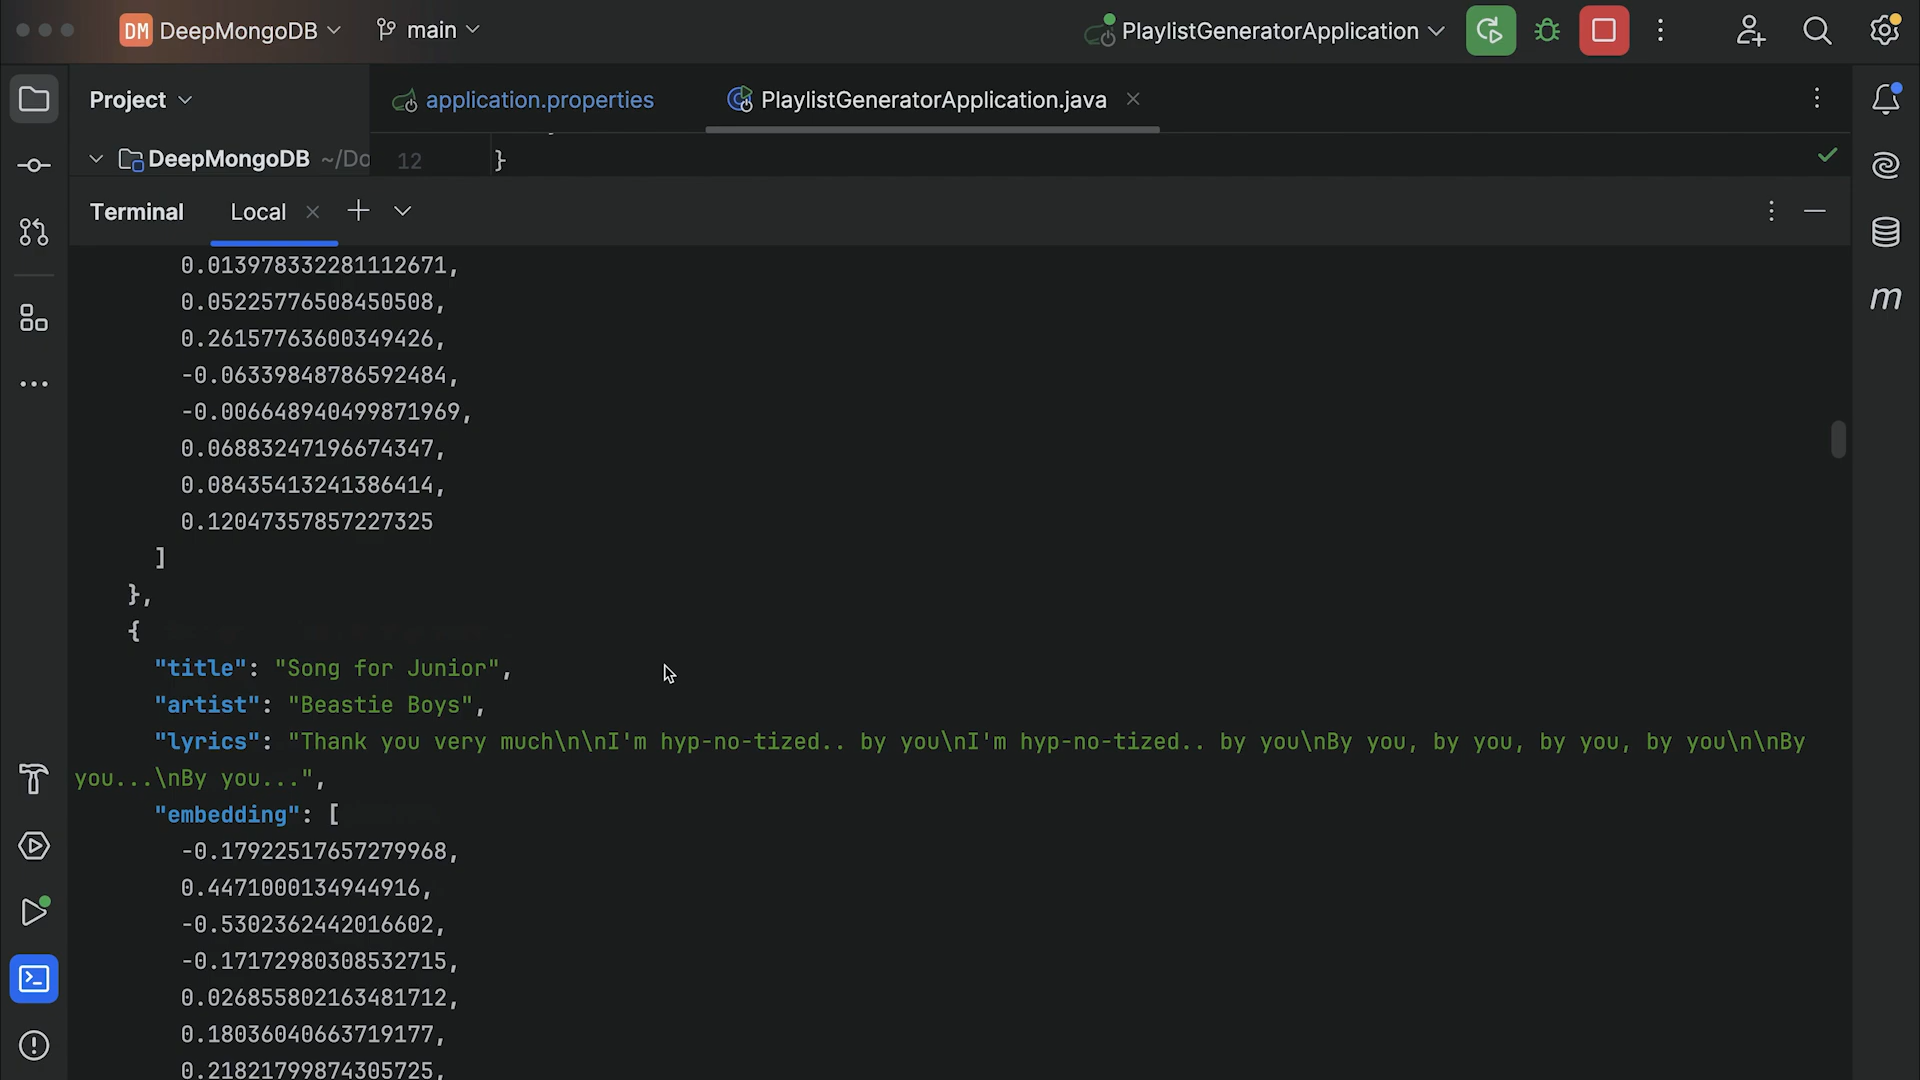 DM DeepMongoDB main PlaylistGeneratorApplication
Project application.properties PlaylistGeneratorApplication.java
DeepMongoDB ~/Do 12 }
Terminal Local
0.013978332281112671,
0.05225776508450508,
0.26157763600349426,
-0.06339848786592484,
-0.006648940499871969,
0.06883247196674347,
0.08435413241386414,
0.12047357857227325
]
},
{
"title": "Song for Junior",
"artist": "Beastie Boys",
"lyrics": "Thank you very much\n\nI'm hyp-no-tized.. by you\nI'm hyp-no-tized.. by you\nBy you, by you, by you, by you\n\nBy
you...\nBy you...",
"embedding": [
-0.17922517657279968,
0.4471000134944916,
-0.5302362442016602,
-0.17172980308532715,
0.026855802163481712,
0.18036040663719177,
0.21821799874305725,
m